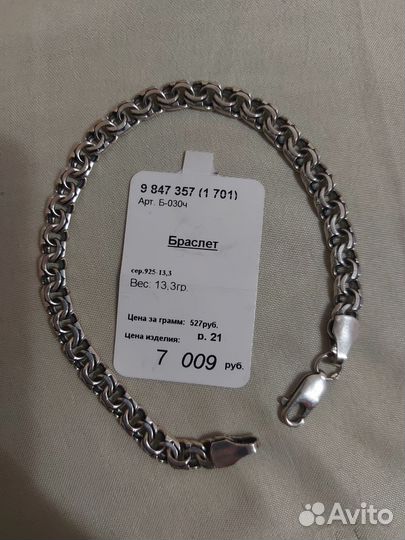 9 847 357 (1 701)
Арт. Б-030ч
Браслет
сер.925 13,3
Вес: 13,3гр.
Цена за грамм: 527руб.
Цена изделия: р. 21
7 009 руб.
Avito